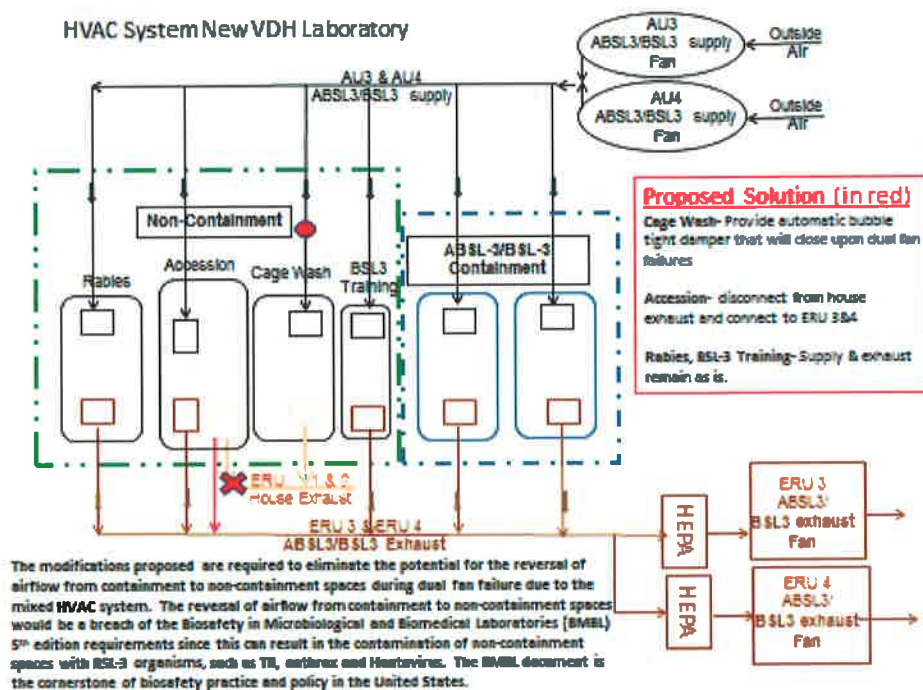 HVAC System New VDH Laboratory
AU3
ABSL3/BSL3 supply
Fan
Outside
Air
AU3 & AU4
ABSL3/BSL3 supply
AU4
ABSL3/BSL3 supply
Fan
Outside
Air
Non-Containment
Proposed Solution (in red)
Cage Wash- Provide automatic bubble
tight damper that will close upon dual fan
failures
Accession- disconnect from house
exhaust and connect to ERU 3&4
Rabies, BSL-3 Training- Supply & exhaust
remain as is.
ABSL-3/BSL-3
Containment
Rabies
Accession
Cage Wash
BSL3
Training
ERU 1 & 2
House Exhaust
ERU 3 & ERU 4
ABSL3/BSL3 Exhaust
HEPA
ERU 3
ABSL3/
BSL3 exhaust
Fan
HEPA
ERU 4
ABSL3/
BSL3 exhaust
Fan
The modifications proposed are required to eliminate the potential for the reversal of
airflow from containment to non-containment spaces during dual fan failure due to the
mixed HVAC system. The reversal of airflow from containment to non-containment spaces
would be a breach of the Biosafety in Microbiological and Biomedical Laboratories (BMBL)
5th edition requirements since this can result in the contamination of non-containment
spaces with BSL-3 organisms, such as TB, anthrax and Hantavirus. The BMBL document is
the cornerstone of biosafety practice and policy in the United States.